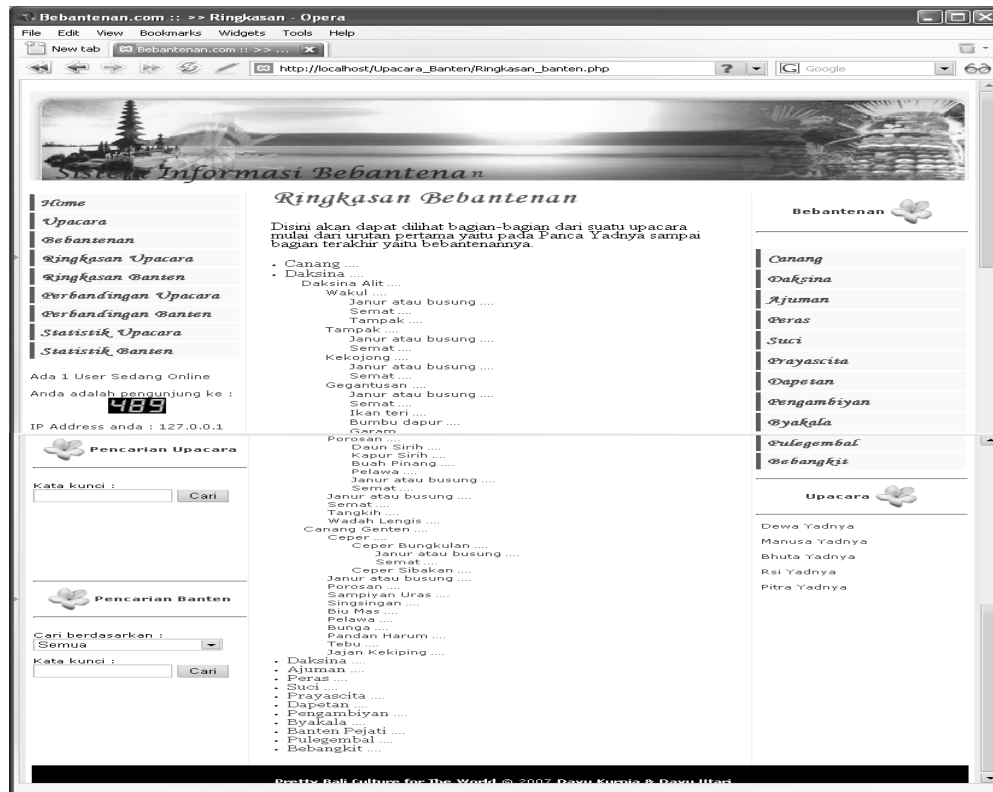 Bebantenan.com :: >> Ringkasan - Opera
File Edit View Bookmarks Widgets Tools Help
New tab Bebantenan.com :: >> ...
http://localhost/Upacara_Banten/Ringkasan_banten.php ? G Google
Sistem Informasi Bebantenan
Home
Upacara
Bebantenan
Ringkasan Upacara
Ringkasan Banten
Perbandingan Upacara
Perbandingan Banten
Statistik Upacara
Statistik Banten
Ada 1 User Sedang Online
Anda adalah pengunjung ke :
489
IP Address anda : 127.0.0.1
Pencarian Upacara
Kata kunci :
Cari
Pencarian Banten
Cari berdasarkan :
Semua
Kata kunci :
Cari
Ringkasan Bebantenan
Disini akan dapat dilihat bagian-bagian dari suatu upacara
mulai dari urutan pertama yaitu pada Panca Yadnya sampai
bagian terakhir yaitu bebantenannya.
• Canang ....
• Daksina ....
Daksina Alit ....
Wakul ....
Janur atau busung ....
Semat ....
Tampak ....
Tampak ....
Janur atau busung ....
Semat ....
Kekojong ....
Janur atau busung ....
Semat ....
Gegantusan ....
Janur atau busung ....
Semat ....
Ikan teri ....
Bumbu dapur ....
Garam
Porosan ....
Daun Sirih ....
Kapur Sirih ....
Buah Pinang ....
Pelawa ....
Janur atau busung ....
Semat ....
Janur atau busung ....
Semat ....
Tangkih ....
Wadah Lengis ....
Canang Genten ....
Ceper ....
Ceper Bungkulan ....
Janur atau busung ....
Semat ....
Ceper Sibakan ....
Janur atau busung ....
Porosan ....
Sampiyan Uras ....
Singsingan ....
Biu Mas ....
Pelawa ....
Bunga ....
Pandan Harum ....
Tebu ....
Jajan Kekiping ....
• Daksina ....
• Ajuman ....
• Peras ....
• Suci ....
• Prayascita ....
• Dapetan ....
• Pengambiyan ....
• Byakala ....
• Banten Pejati ....
• Pulegembal ....
• Bebangkit ....
Bebantenan
Canang
Daksina
Ajuman
Peras
Suci
Prayascita
Dapetan
Pengambiyan
Byakala
Pulegembal
Bebangkit
Upacara
Dewa Yadnya
Manusa Yadnya
Bhuta Yadnya
Rsi Yadnya
Pitra Yadnya
Pretty Bali Culture for The World © 2007 Dayu Kurnia & Dayu Utari